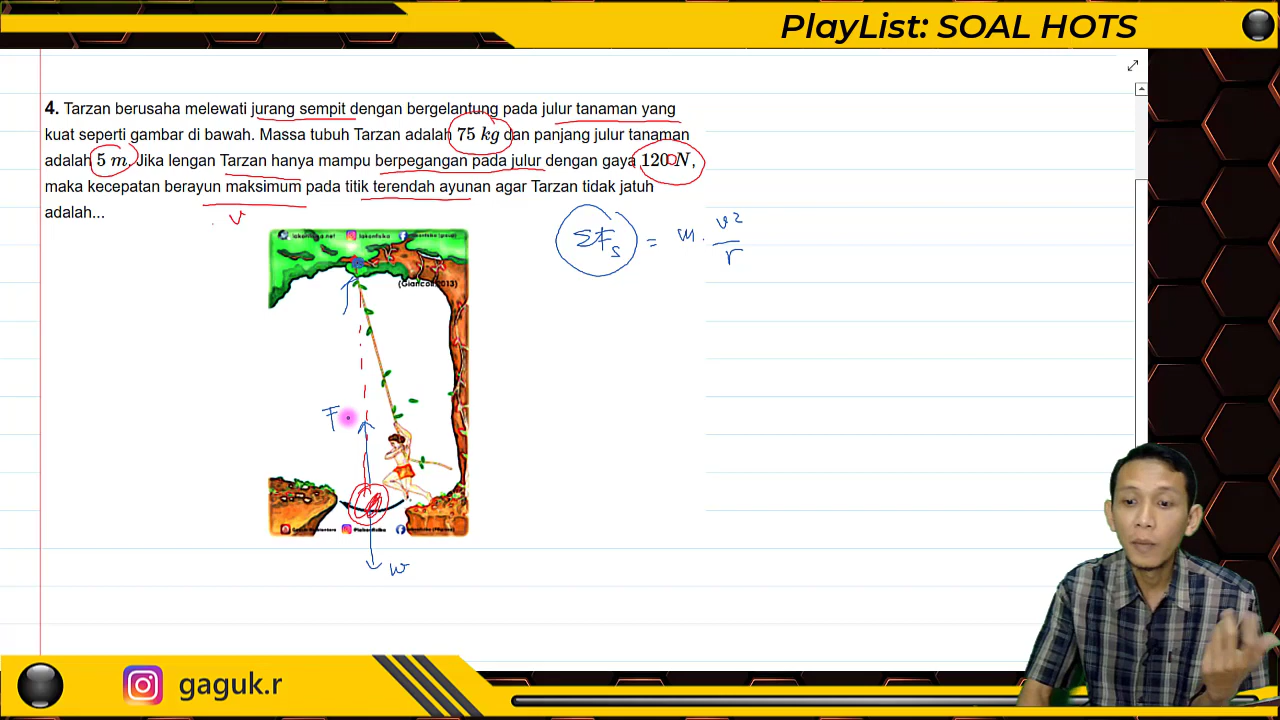 PlayList: SOAL HOTS
4. Tarzan berusaha melewati jurang sempit dengan bergelantung pada julur tanaman yang
kuat seperti gambar di bawah. Massa tubuh Tarzan adalah 75 kg dan panjang julur tanaman
adalah 5 m. Jika lengan Tarzan hanya mampu berpegangan pada julur dengan gaya 1200 N,
maka kecepatan berayun maksimum pada titik terendah ayunan agar Tarzan tidak jatuh
adalah...
v
ΣFs = m. v²/r
(Giancoli 2013)
F
w
gaguk.r